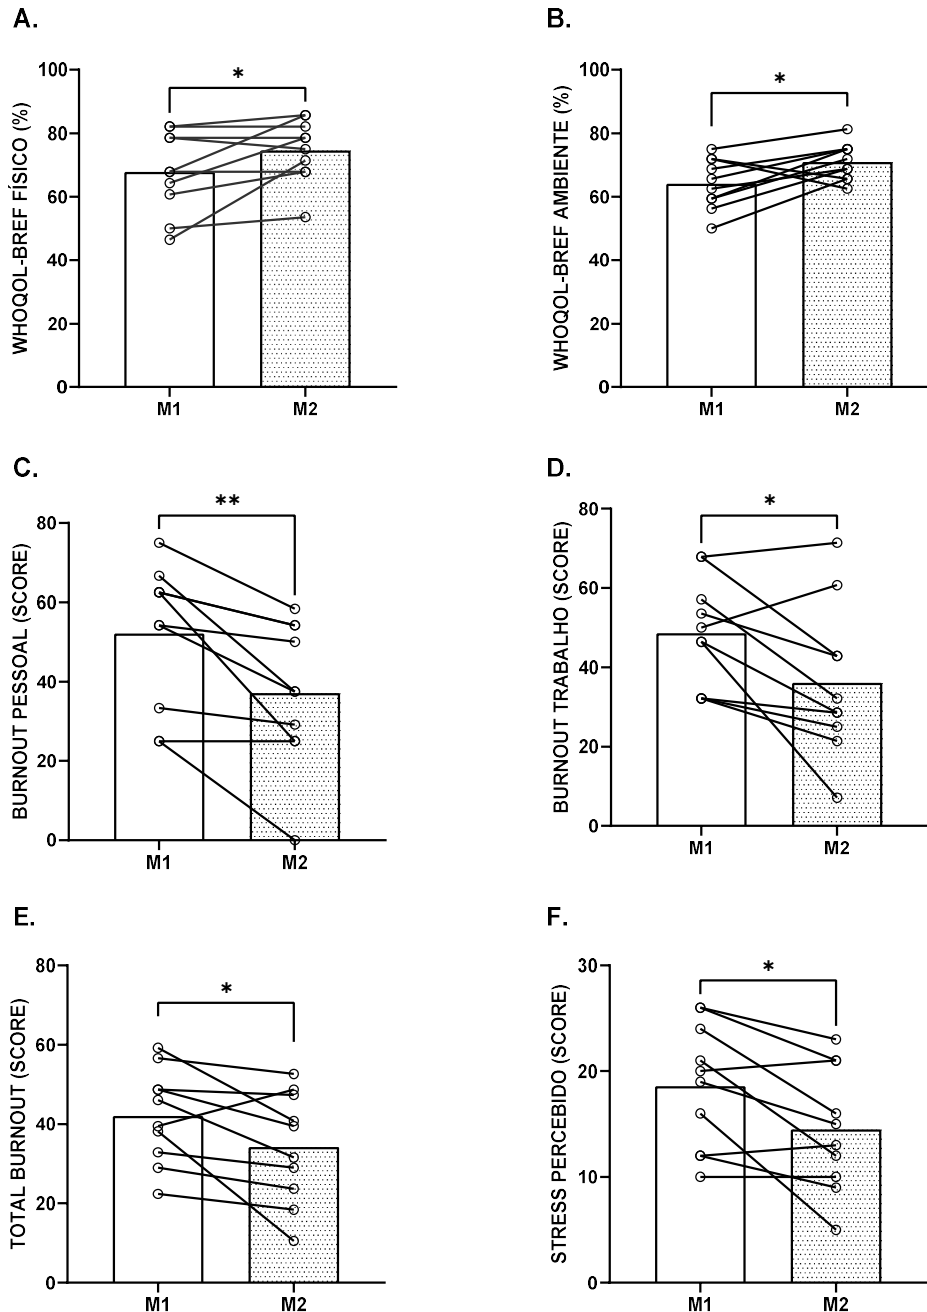 A.
WHOQOL-BREF FÍSICO (%)
100
80
60
40
20
0
*
M1
M2
B.
WHOQOL-BREF AMBIENTE (%)
100
80
60
40
20
0
*
M1
M2
C.
BURNOUT PESSOAL (SCORE)
80
60
40
20
0
**
M1
M2
D.
BURNOUT TRABALHO (SCORE)
80
60
40
20
0
*
M1
M2
E.
TOTAL BURNOUT (SCORE)
80
60
40
20
0
*
M1
M2
F.
STRESS PERCEBIDO (SCORE)
30
20
10
0
*
M1
M2